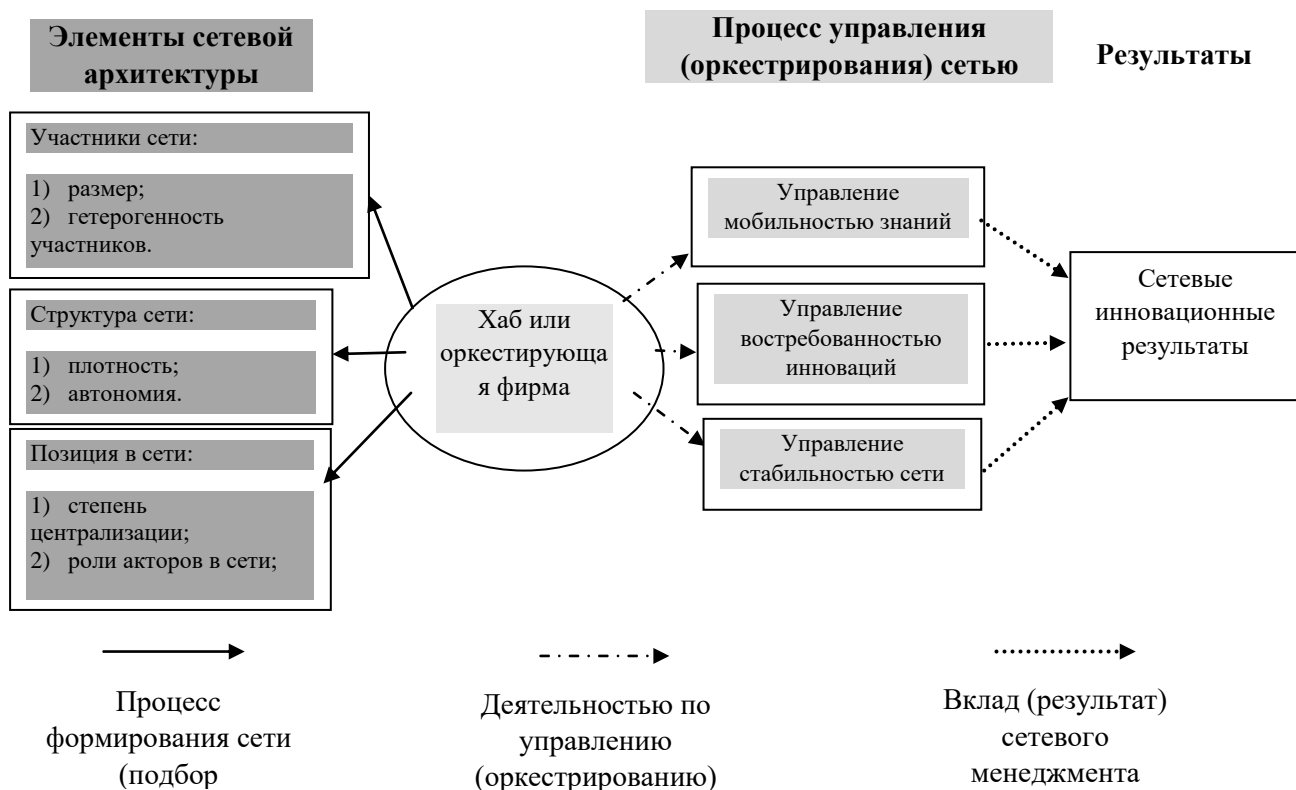 Элементы сетевой
архитектуры
Процесс управления
(оркестрирования) сетью
Результаты
Участники сети:
1) размер;
2) гетерогенность
участников.
Структура сети:
1) плотность;
2) автономия.
Позиция в сети:
1) степень
централизации;
2) роли акторов в сети;
Хаб или
оркестирующа
я фирма
Управление
мобильностью знаний
Управление
востребованностью
инноваций
Управление
стабильностью сети
Сетевые
инновационные
результаты
Процесс
формирования сети
(подбор
Деятельностью по
управлению
(оркестрированию)
Вклад (результат)
сетевого
менеджмента